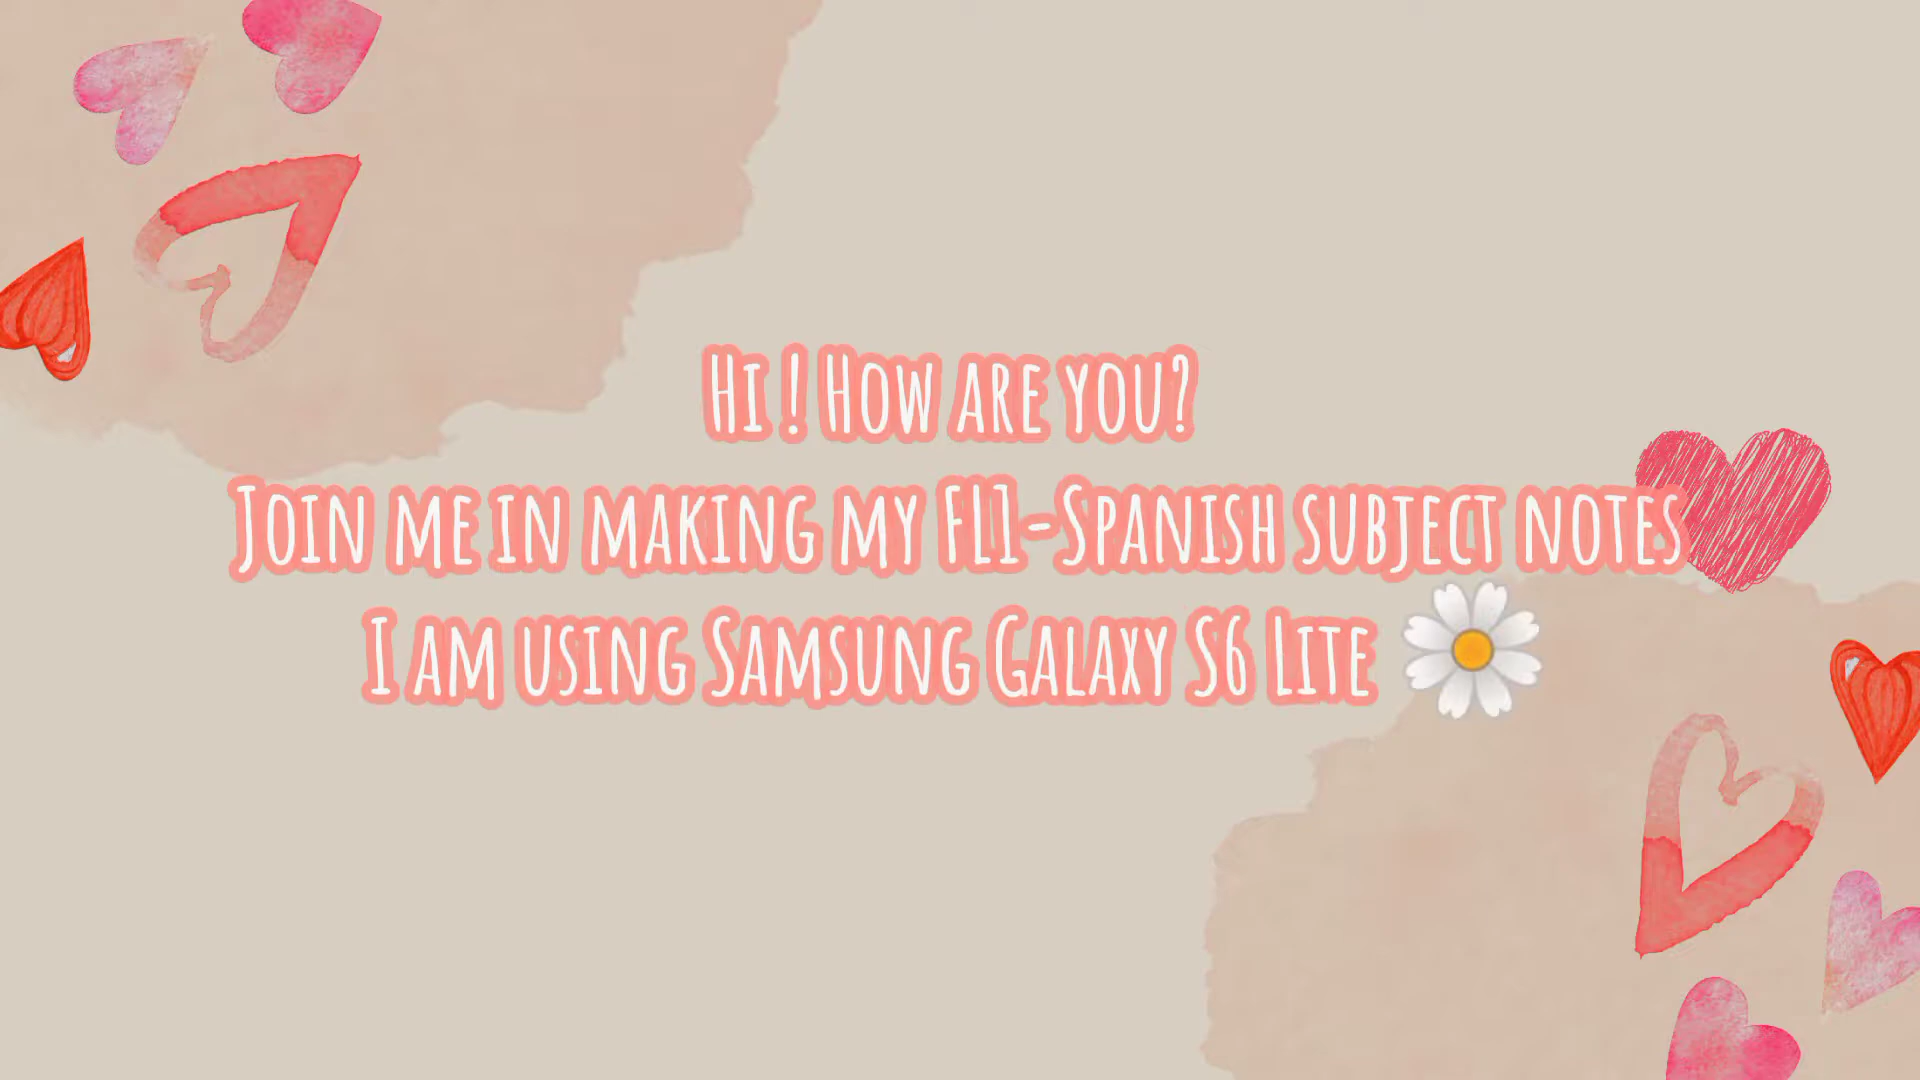 Hi ! How are you?
Join me in making my FL1-Spanish subject notes
I am using Samsung Galaxy S6 Lite